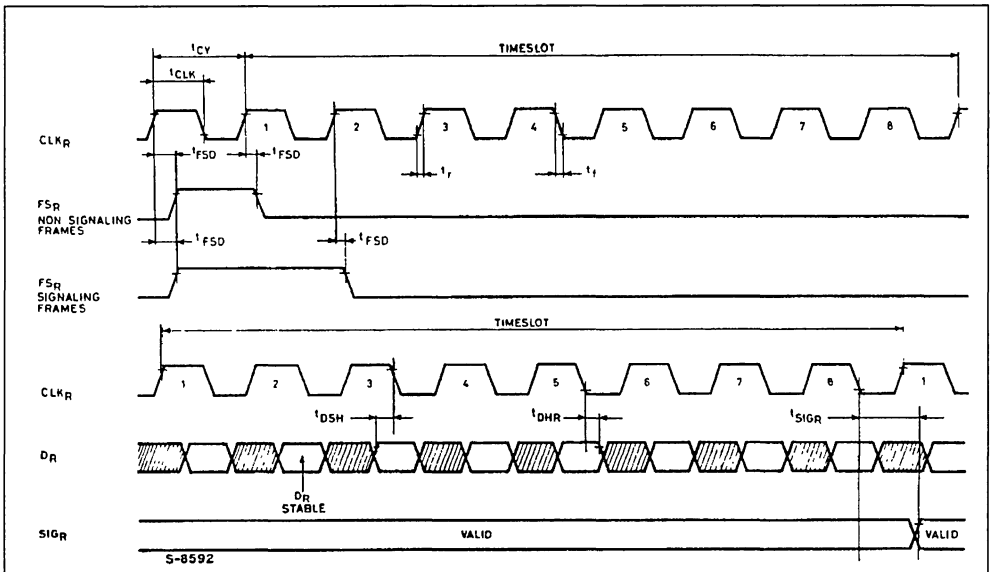 tCY
TIMESLOT
tCLK
CLKR
1 2 3 4 5 6 7 8
tFSD tFSD
tr
tf
FSR
NON SIGNALING
FRAMES
tFSD tFSD
FSR
SIGNALING
FRAMES
TIMESLOT
CLKR
1 2 3 4 5 6 7 8 1
tDSH
tDHR
tSIGR
DR
DR
STABLE
SIGR
VALID
VALID
S-8592